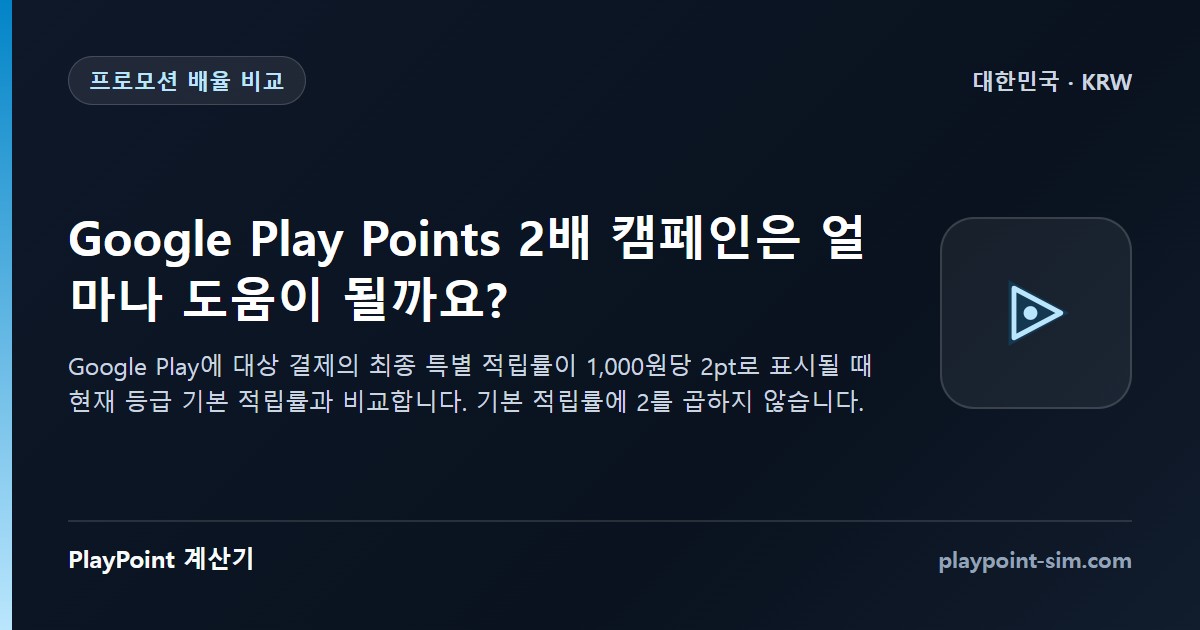 프로모션 배율 비교
대한민국 · KRW
Google Play Points 2배 캠페인은 얼
마나 도움이 될까요?
Google Play에 대상 결제의 최종 특별 적립률이 1,000원당 2pt로 표시될 때
현재 등급 기본 적립률과 비교합니다. 기본 적립률에 2를 곱하지 않습니다.
PlayPoint 계산기
playpoint-sim.com